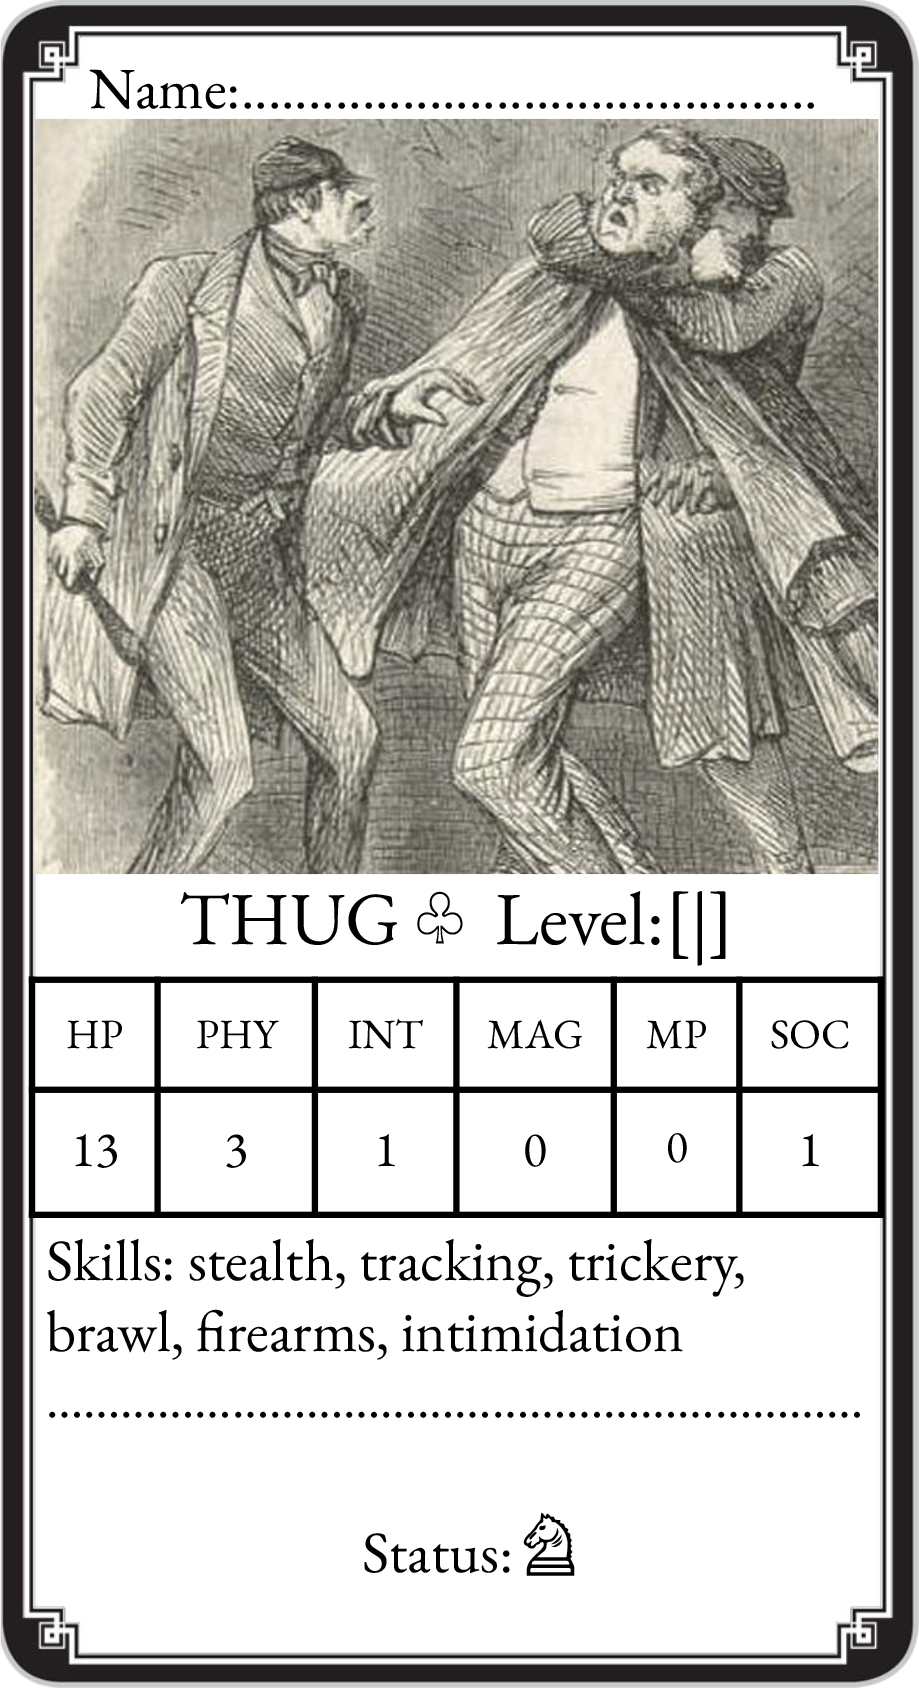 Name:............................................
THUG ♧ Level:[|]
HP PHY INT MAG MP SOC
13 3 1 0 0 1
Skills: stealth, tracking, trickery,
brawl, firearms, intimidation
..................................................................
Status: ♘